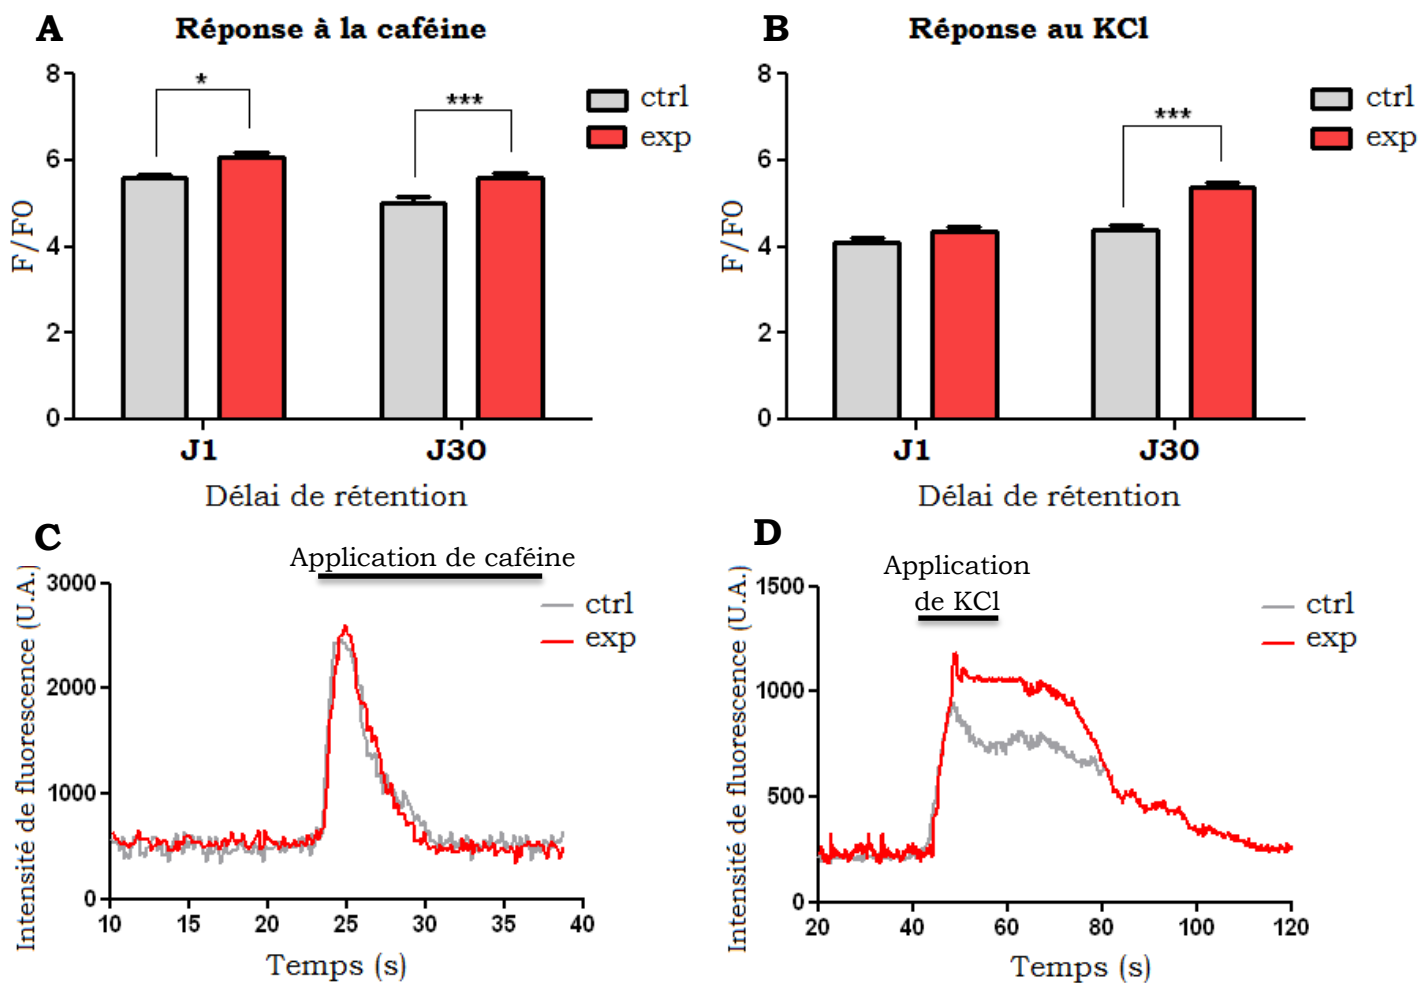 A
Réponse à la caféine
8
6
4
2
0
F/F0
*
***
ctrl
exp
J1
J30
Délai de rétention
B
Réponse au KCl
8
6
4
2
0
F/F0
***
ctrl
exp
J1
J30
Délai de rétention
C
Application de caféine
3000
2000
1000
0
Intensité de fluorescence (U.A.)
ctrl
exp
10
15
20
25
30
35
40
Temps (s)
D
Application
de KCl
1500
1000
500
0
Intensité de fluorescence (U.A.)
ctrl
exp
20
40
60
80
100
120
Temps (s)